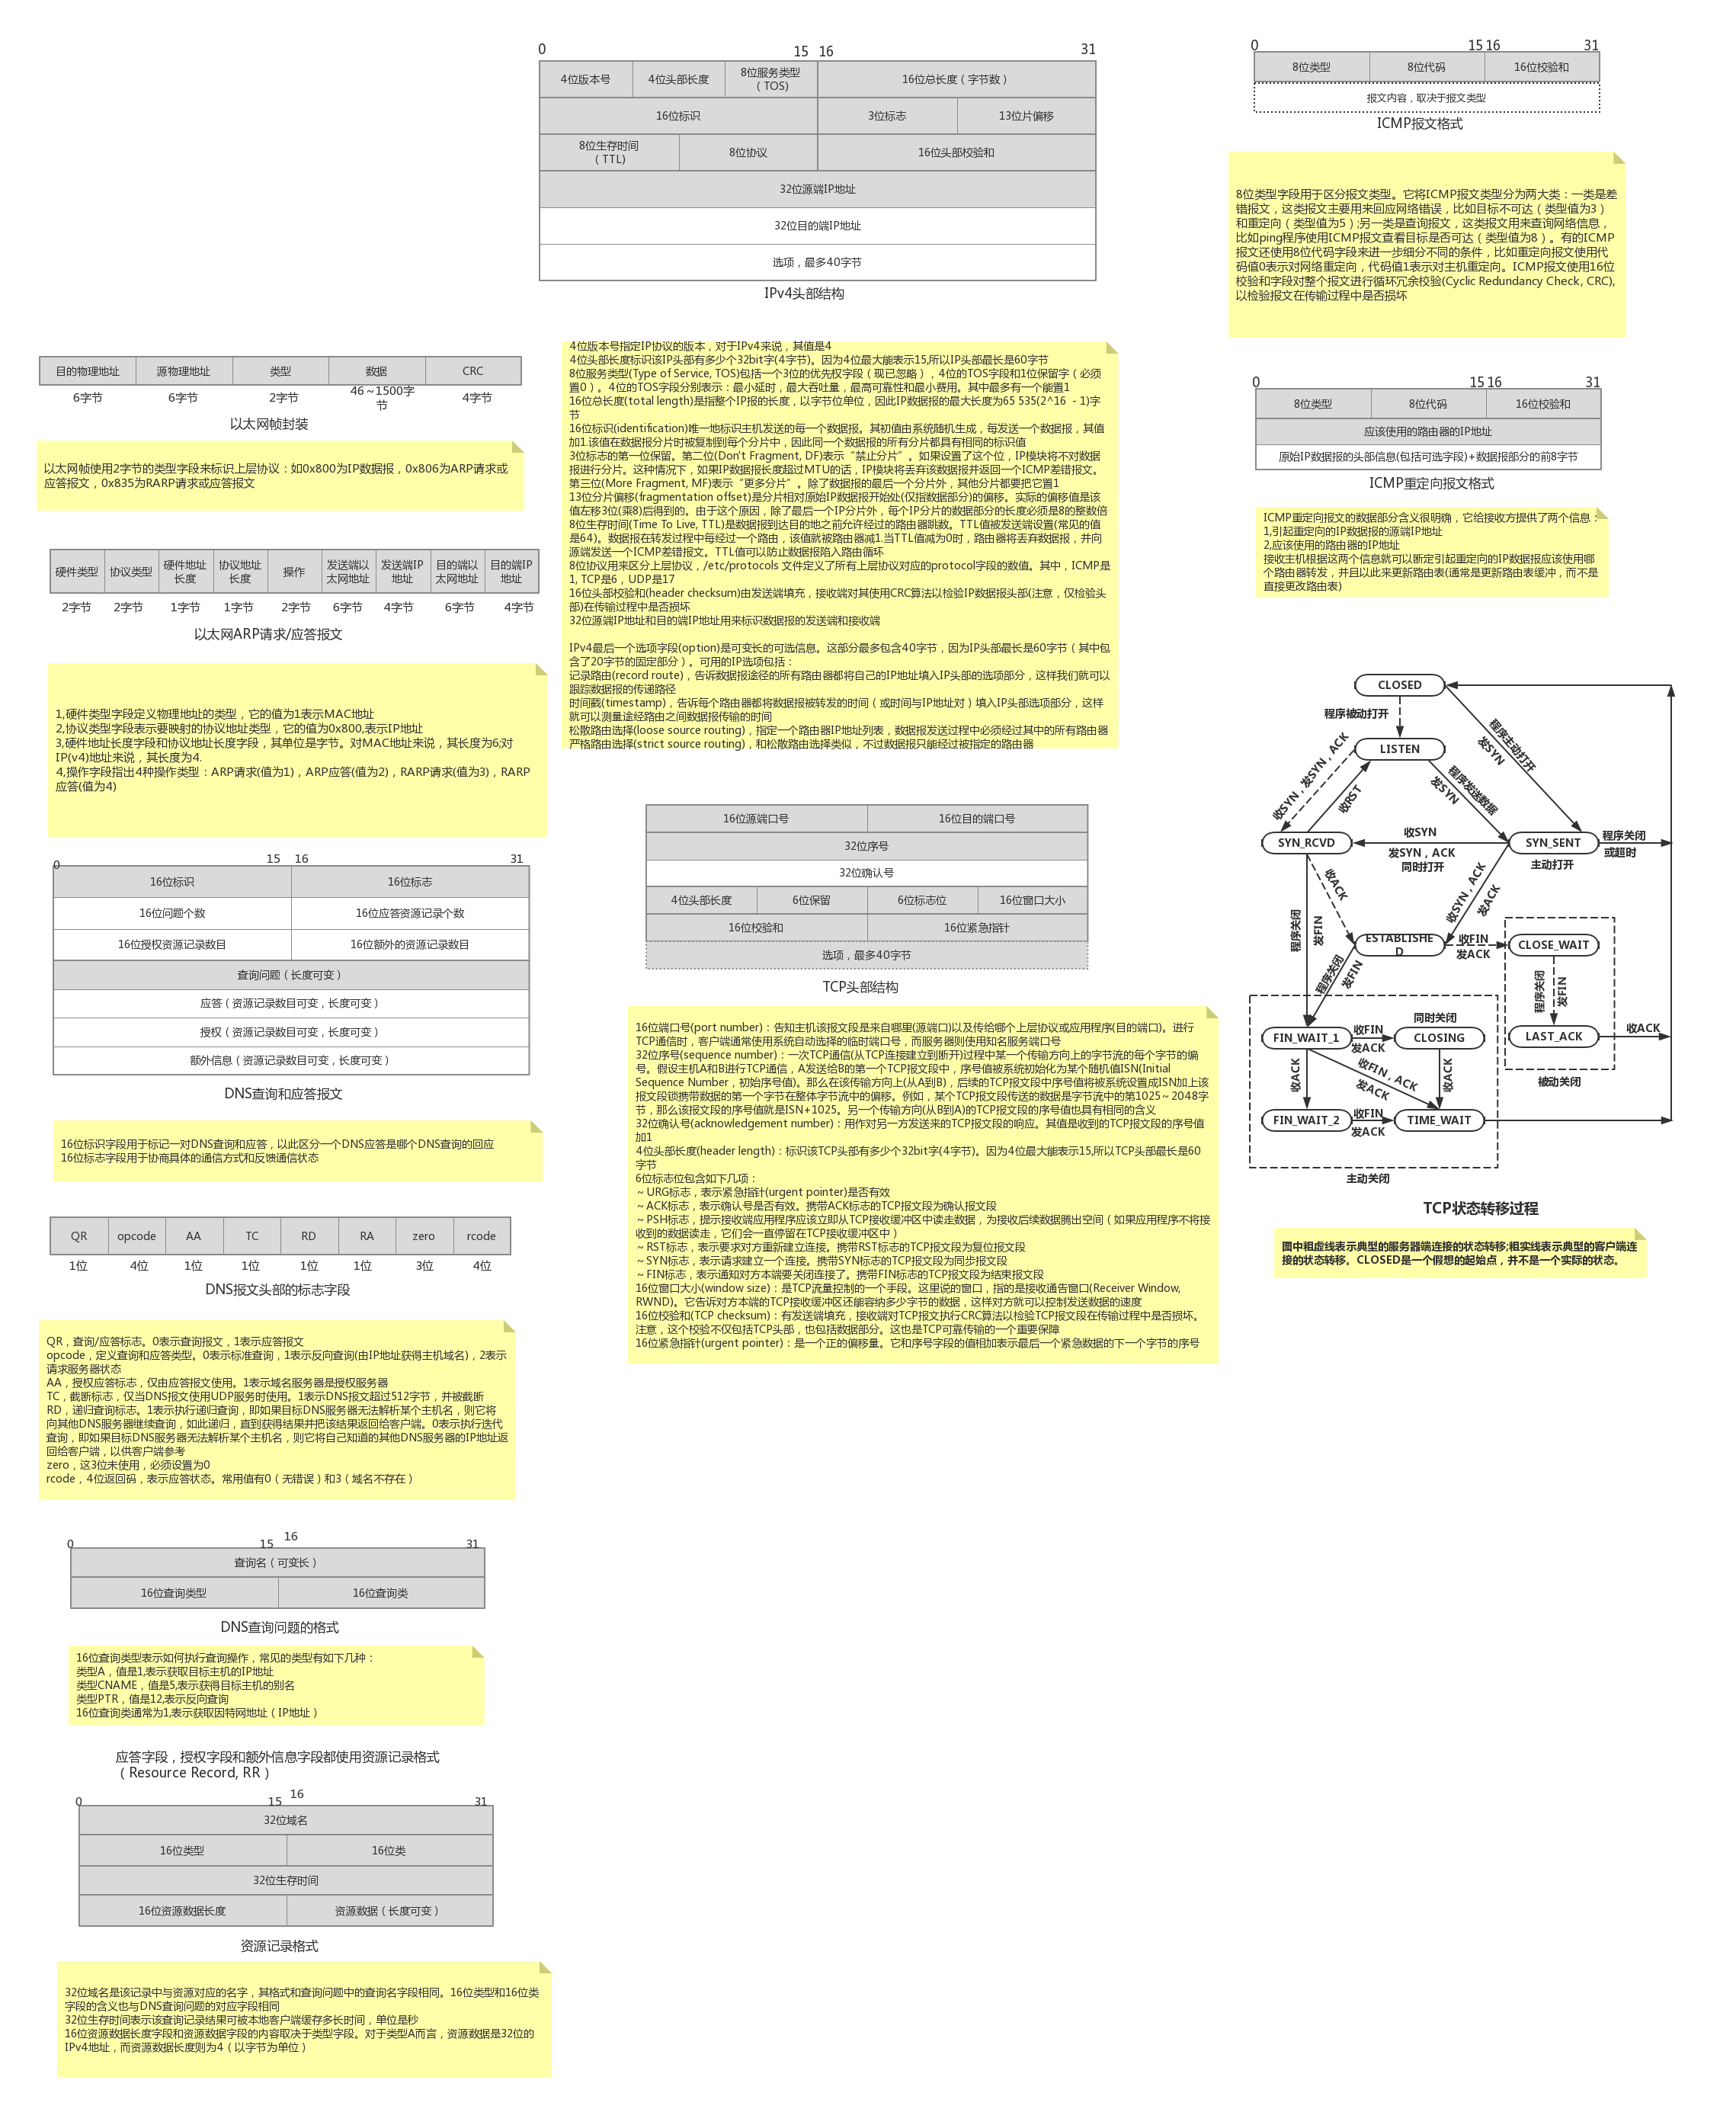 0 15 16 31
4位版本号 4位头部长度 8位服务类型 16位总长度（字节数）
（TOS）
16位标识 3位标志 13位片偏移
8位生存时间 8位协议 16位头部校验和
（TTL）
32位源端IP地址
32位目的端IP地址
选项，最多40字节
IPv4头部结构
4位版本号指定IP协议的版本，对于IPv4来说，其值是4
4位头部长度标识该IP头部有多少个32bit字(4字节)。因为4位最大能表示15,所以IP头部最长是60字节
8位服务类型(Type of Service, TOS)包括一个3位的优先权字段（现已忽略），4位的TOS字段和1位保留字（必须
置0）。4位的TOS字段分别表示：最小延时，最大吞吐量，最高可靠性和最小费用。其中最多有一个能置1
16位总长度(total length)是指整个IP报的长度，以字节位单位，因此IP数据报的最大长度为65 535(2^16 - 1)字
节
16位标识(identification)唯一地标识主机发送的每一个数据报。其初值由系统随机生成，每发送一个数据报，其值
加1.该值在数据报分片时被复制到每个分片中，因此同一个数据报的所有分片都具有相同的标识值
3位标志的第一位保留。第二位(Don't Fragment, DF)表示“禁止分片”。如果设置了这个位，IP模块将不对数据
报进行分片。这种情况下，如果IP数据报长度超过MTU的话，IP模块将丢弃该数据报并返回一个ICMP差错报文。
第三位(More Fragment, MF)表示“更多分片”。除了数据报的最后一个分片外，其他分片都要把它置1
13位分片偏移(fragmentation offset)是分片相对原始IP数据报开始处(仅指数据部分)的偏移。实际的偏移值是该
值左移3位(乘8)后得到的。由于这个原因，除了最后一个IP分片外，每个IP分片的数据部分的长度必须是8的整数倍
8位生存时间(Time To Live, TTL)是数据报到达目的地之前允许经过的路由器跳数。TTL值被发送端设置(常见的值
是64)。数据报在转发过程中每经过一个路由，该值就被路由器减1.当TTL值减为0时，路由器将丢弃数据报，并向
源端发送一个ICMP差错报文。TTL值可以防止数据报陷入路由循环
8位协议用来区分上层协议，/etc/protocols 文件定义了所有上层协议对应的protocol字段的数值。其中，ICMP是
1, TCP是6，UDP是17
16位头部校验和(header checksum)由发送端填充，接收端对其使用CRC算法以检验IP数据报头部(注意，仅检验头
部)在传输过程中是否损坏
32位源端IP地址和目的端IP地址用来标识数据报的发送端和接收端
IPv4最后一个选项字段(option)是可变长的可选信息。这部分最多包含40字节，因为IP头部最长是60字节（其中包
含了20字节的固定部分）。可用的IP选项包括：
记录路由(record route)，告诉数据报途径的所有路由器都将自己的IP地址填入IP头部的选项部分，这样我们就可以
跟踪数据报的传递路径
时间戳(timestamp)，告诉每个路由器都将数据报被转发的时间（或时间与IP地址对）填入IP头部选项部分，这样
就可以测量途经路由之间数据报传输的时间
松散路由选择(loose source routing)，指定一个路由器IP地址列表，数据报发送过程中必须经过其中的所有路由器
严格路由选择(strict source routing)，和松散路由选择类似，不过数据报只能经过被指定的路由器
16位源端口号 16位目的端口号
32位序号
32位确认号
4位头部长度 6位保留 6位标志位 16位窗口大小
16位校验和 16位紧急指针
选项，最多40字节
TCP头部结构
16位端口号(port number)：告知主机该报文段是来自哪里(源端口)以及传给哪个上层协议或应用程序(目的端口)。进行
TCP通信时，客户端通常使用系统自动选择的临时端口号，而服务器则使用知名服务端口号
32位序号(sequence number)：一次TCP通信(从TCP连接建立到断开)过程中某一个传输方向上的字节流的每个字节的编
号。假设主机A和B进行TCP通信，A发送给B的第一个TCP报文段中，序号值被系统初始化为某个随机值ISN(Initial
Sequence Number，初始序号值)。那么在该传输方向上(从A到B)，后续的TCP报文段中序号值将被系统设置成ISN加上该
报文段锁携带数据的第一个字节在整体字节流中的偏移。例如，某个TCP报文段传送的数据是字节流中的第1025～2048字
节，那么该报文段的序号值就是ISN+1025。另一个传输方向(从B到A)的TCP报文段的序号值也具有相同的含义
32位确认号(acknowledgement number)：用作对另一方发送来的TCP报文段的响应。其值是收到的TCP报文段的序号值
加1
4位头部长度(header length)：标识该TCP头部有多少个32bit字(4字节)。因为4位最大能表示15,所以TCP头部最长是60
字节
6位标志位包含如下几项：
～URG标志，表示紧急指针(urgent pointer)是否有效
～ACK标志，表示确认号是否有效。携带ACK标志的TCP报文段为确认报文段
～PSH标志，提示接收端应用程序应该立即从TCP接收缓冲区中读走数据，为接收后续数据腾出空间（如果应用程序不将接
收到的数据读走，它们会一直停留在TCP接收缓冲区中）
～RST标志，表示要求对方重新建立连接。携带RST标志的TCP报文段为复位报文段
～SYN标志，表示请求建立一个连接。携带SYN标志的TCP报文段为同步报文段
～FIN标志，表示通知对方本端要关闭连接了。携带FIN标志的TCP报文段为结束报文段
16位窗口大小(window size)：是TCP流量控制的一个手段。这里说的窗口，指的是接收通告窗口(Receiver Window,
RWND)。它告诉对方本端的TCP接收缓冲区还能容纳多少字节的数据，这样对方就可以控制发送数据的速度
16位校验和(TCP checksum)：有发送端填充，接收端对TCP报文执行CRC算法以检验TCP报文段在传输过程中是否损坏。
注意，这个校验不仅包括TCP头部，也包括数据部分。这也是TCP可靠传输的一个重要保障
16位紧急指针(urgent pointer)：是一个正的偏移量。它和序号字段的值相加表示最后一个紧急数据的下一个字节的序号
目的物理地址 源物理地址 类型 数据 CRC
6字节 6字节 2字节 46～1500字 4字节
节
以太网帧封装
以太网帧使用2字节的类型字段来标识上层协议：如0x800为IP数据报，0x806为ARP请求或
应答报文，0x835为RARP请求或应答报文
硬件类型 协议类型 硬件地址 协议地址 操作 发送端以 发送端IP 目的端以 目的端IP
长度 长度 太网地址 地址 太网地址 地址
2字节 2字节 1字节 1字节 2字节 6字节 4字节 6字节 4字节
以太网ARP请求/应答报文
1,硬件类型字段定义物理地址的类型，它的值为1表示MAC地址
2,协议类型字段表示要映射的协议地址类型，它的值为0x800,表示IP地址
3,硬件地址长度字段和协议地址长度字段，其单位是字节。对MAC地址来说，其长度为6;对
IP(v4)地址来说，其长度为4.
4,操作字段指出4种操作类型：ARP请求(值为1)，ARP应答(值为2)，RARP请求(值为3)，RARP
应答(值为4)
0 15 16 31
16位标识 16位标志
16位问题个数 16位应答资源记录个数
16位授权资源记录数目 16位额外的资源记录数目
查询问题（长度可变）
应答（资源记录数目可变，长度可变）
授权（资源记录数目可变，长度可变）
额外信息（资源记录数目可变，长度可变）
DNS查询和应答报文
16位标识字段用于标记一对DNS查询和应答，以此区分一个DNS应答是哪个DNS查询的回应
16位标志字段用于协商具体的通信方式和反馈通信状态
QR opcode AA TC RD RA zero rcode
1位 4位 1位 1位 1位 1位 3位 4位
DNS报文头部的标志字段
QR，查询/应答标志。0表示查询报文，1表示应答报文
opcode，定义查询和应答类型。0表示标准查询，1表示反向查询(由IP地址获得主机域名)，2表示
请求服务器状态
AA，授权应答标志，仅由应答报文使用。1表示域名服务器是授权服务器
TC，截断标志，仅当DNS报文使用UDP服务时使用。1表示DNS报文超过512字节，并被截断
RD，递归查询标志。1表示执行递归查询，即如果目标DNS服务器无法解析某个主机名，则它将
向其他DNS服务器继续查询，如此递归，直到获得结果并把该结果返回给客户端。0表示执行迭代
查询，即如果目标DNS服务器无法解析某个主机名，则它将自己知道的其他DNS服务器的IP地址返
回给客户端，以供客户端参考
zero，这3位未使用，必须设置为0
rcode，4位返回码，表示应答状态。常用值有0（无错误）和3（域名不存在）
0 15 16 31
查询名（可变长）
16位查询类型 16位查询类
DNS查询问题的格式
16位查询类型表示如何执行查询操作，常见的类型有如下几种：
类型A，值是1,表示获取目标主机的IP地址
类型CNAME，值是5,表示获得目标主机的别名
类型PTR，值是12,表示反向查询
16位查询类通常为1,表示获取因特网地址（IP地址）
应答字段，授权字段和额外信息字段都使用资源记录格式
（Resource Record, RR）
0 15 16 31
32位域名
16位类型 16位类
32位生存时间
16位资源数据长度 资源数据（长度可变）
资源记录格式
32位域名是该记录中与资源对应的名字，其格式和查询问题中的查询名字段相同。16位类型和16位类
字段的含义也与DNS查询问题的对应字段相同
32位生存时间表示该查询记录结果可被本地客户端缓存多长时间，单位是秒
16位资源数据长度字段和资源数据字段的内容取决于类型字段。对于类型A而言，资源数据是32位的
IPv4地址，而资源数据长度则为4（以字节为单位）
0 15 16 31
8位类型 8位代码 16位校验和
报文内容，取决于报文类型
ICMP报文格式
8位类型字段用于区分报文类型。它将ICMP报文类型分为两大类：一类是差
错报文，这类报文主要用来回应网络错误，比如目标不可达（类型值为3）
和重定向（类型值为5）;另一类是查询报文，这类报文用来查询网络信息，
比如ping程序使用ICMP报文查看目标是否可达（类型值为8）。有的ICMP
报文还使用8位代码字段来进一步细分不同的条件，比如重定向报文使用代
码值0表示对网络重定向，代码值1表示对主机重定向。ICMP报文使用16位
校验和字段对整个报文进行循环冗余校验(Cyclic Redundancy Check, CRC),
以检验报文在传输过程中是否损坏
0 15 16 31
8位类型 8位代码 16位校验和
应该使用的路由器的IP地址
原始IP数据报的头部信息(包括可选字段)+数据报部分的前8字节
ICMP重定向报文格式
ICMP重定向报文的数据部分含义很明确，它给接收方提供了两个信息：
1,引起重定向的IP数据报的源端IP地址
2,应该使用的路由器的IP地址
接收主机根据这两个信息就可以断定引起重定向的IP数据报应该使用哪
个路由器转发，并且以此来更新路由表(通常是更新路由表缓冲，而不是
直接更改路由表)
CLOSED
程序被动打开
程序主动打开
发SYN
LISTEN
收SYN，发SYN, ACK
收RST
程序发送数据
发SYN
SYN_RCVD
收SYN
发SYN，ACK
同时打开
SYN_SENT
主动打开
程序关闭
或超时
收ACK
收SYN，ACK
发ACK
程序关闭
发FIN
ESTABLISHE
D
收FIN
发ACK
CLOSE_WAIT
程序关闭
发FIN
程序关闭
发FIN
LAST_ACK
收ACK
被动关闭
同时关闭
FIN_WAIT_1
收FIN
发ACK
CLOSING
收ACK
收FIN，ACK
发ACK
收ACK
FIN_WAIT_2
收FIN
发ACK
TIME_WAIT
主动关闭
TCP状态转移过程
图中粗虚线表示典型的服务器端连接的状态转移;粗实线表示典型的客户端连
接的状态转移。CLOSED是一个假想的起始点，并不是一个实际的状态。